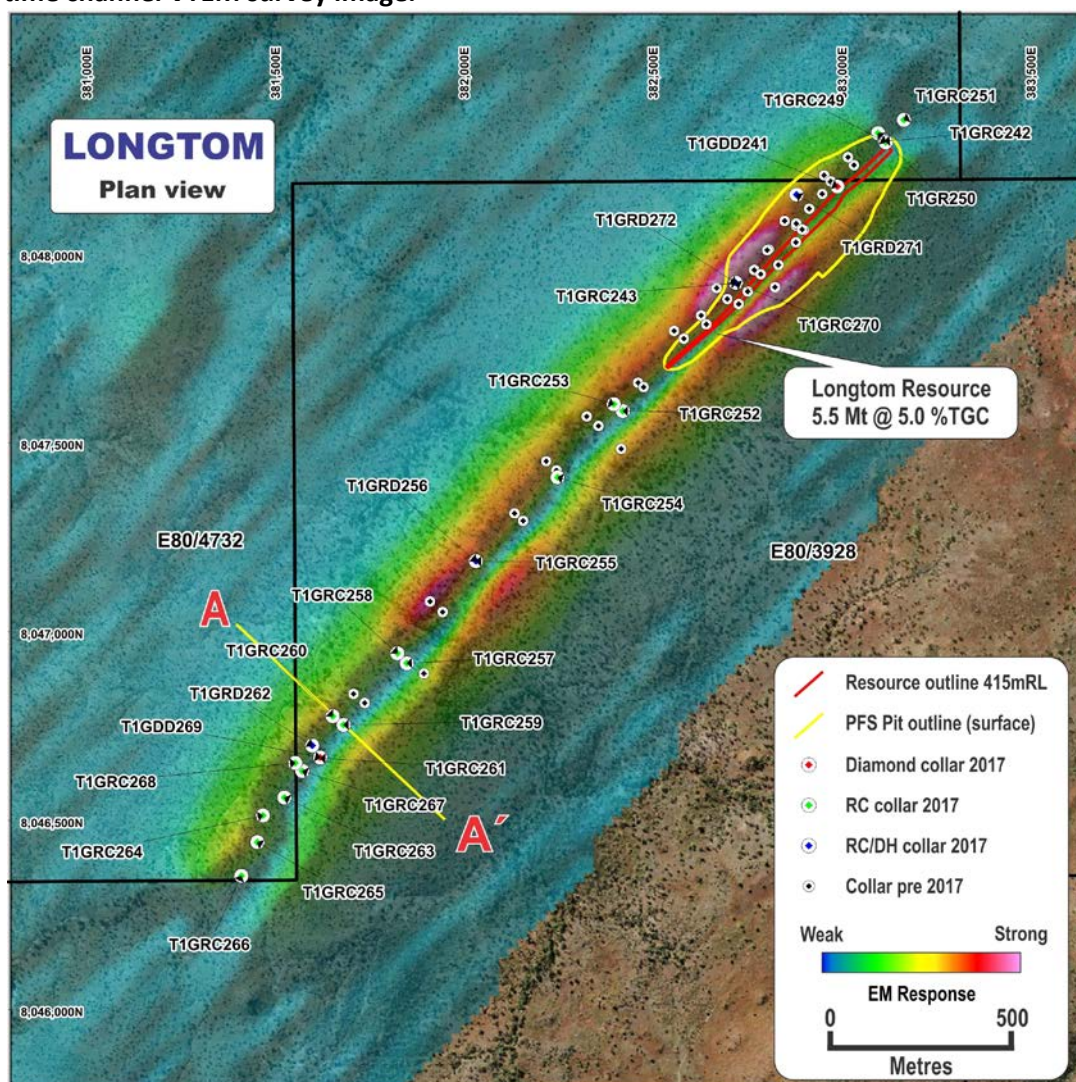 time channel VTEM survey image.
381,000E
381,500E
382,000E
382,500E
383,000E
383,500E
LONGTOM
Plan view
T1GRC249
T1GRC251
T1GDD241
T1GRC242
T1GR250
T1GRD272
8,048,000N
T1GRD271
T1GRC243
T1GRC270
T1GRC253
Longtom Resource
5.5 Mt @ 5.0 %TGC
T1GRC252
8,047,500N
T1GRD256
T1GRC254
E80/4732
E80/3928
T1GRC255
T1GRC258
A
8,047,000N
T1GRC260
T1GRC257
T1GRD262
T1GDD269
T1GRC259
T1GRC261
T1GRC268
T1GRC267
8,046,500N
A´
T1GRC264
T1GRC263
T1GRC265
T1GRC266
8,046,000N
Resource outline 415mRL
PFS Pit outline (surface)
Diamond collar 2017
RC collar 2017
RC/DH collar 2017
Collar pre 2017
Weak Strong
EM Response
0 500
Metres